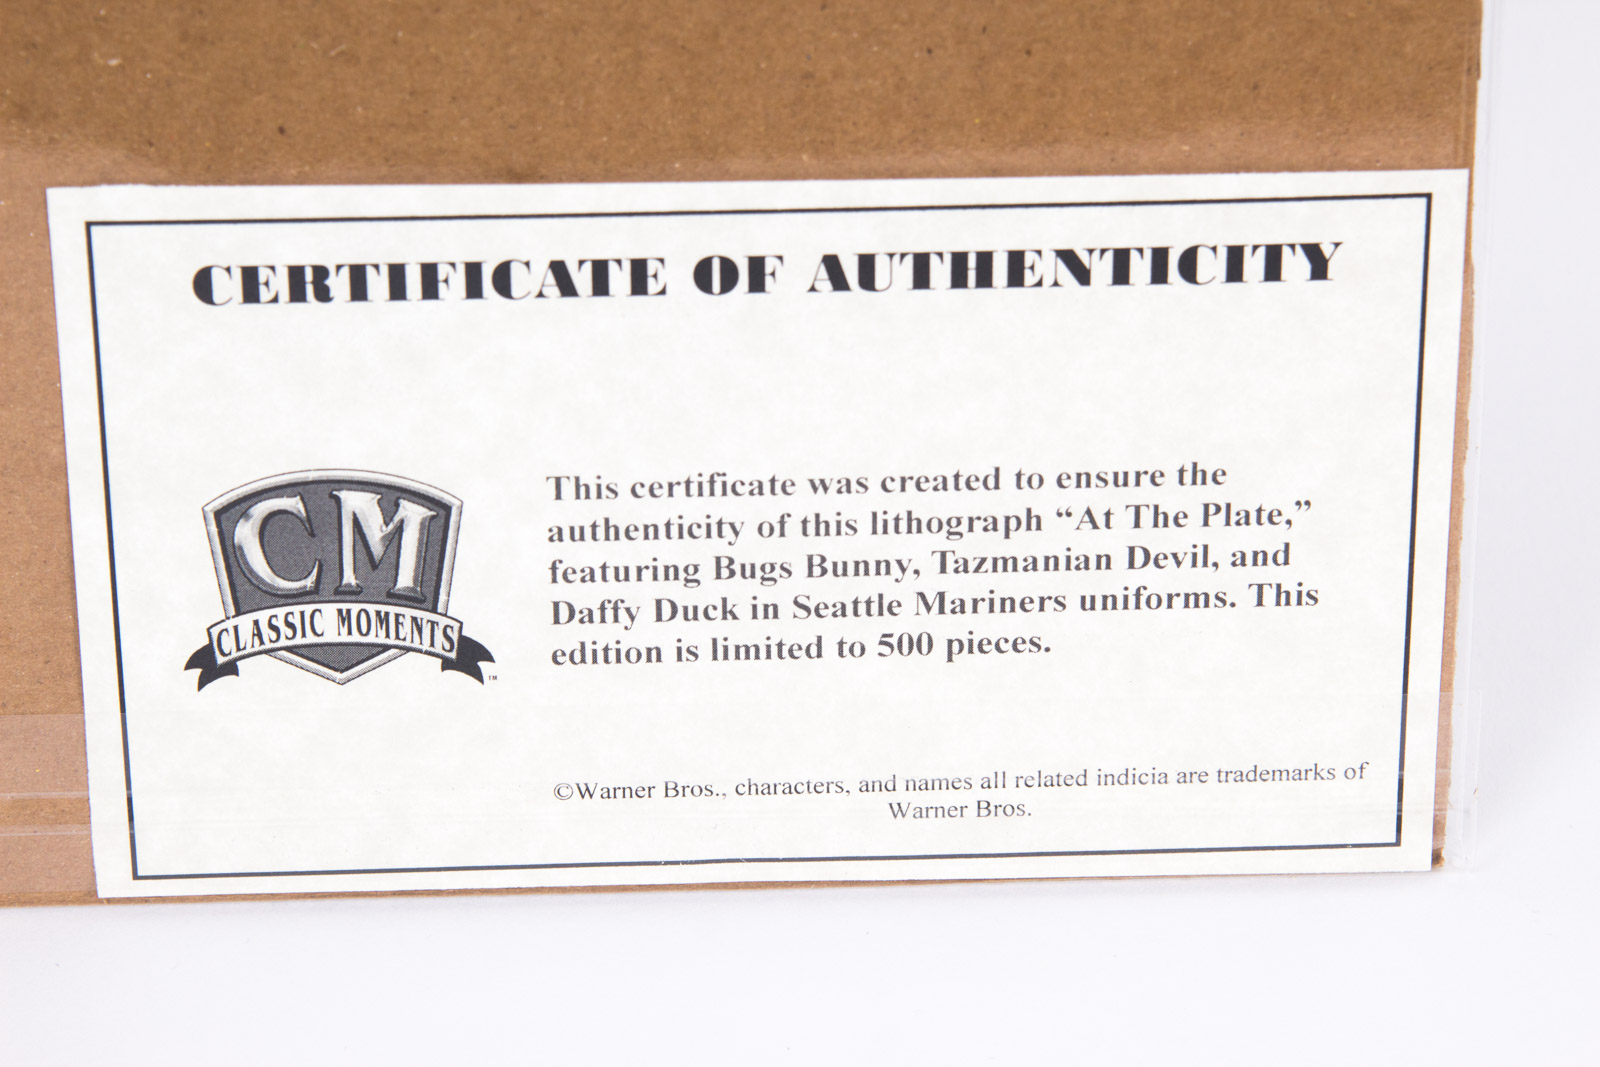 CERTIFICATE OF AUTHENTICITY
CM
CLASSIC MOMENTS
TM
This certificate was created to ensure the
authenticity of this lithograph “At The Plate,”
featuring Bugs Bunny, Tazmanian Devil, and
Daffy Duck in Seattle Mariners uniforms. This
edition is limited to 500 pieces.
©Warner Bros., characters, and names all related indicia are trademarks of
Warner Bros.